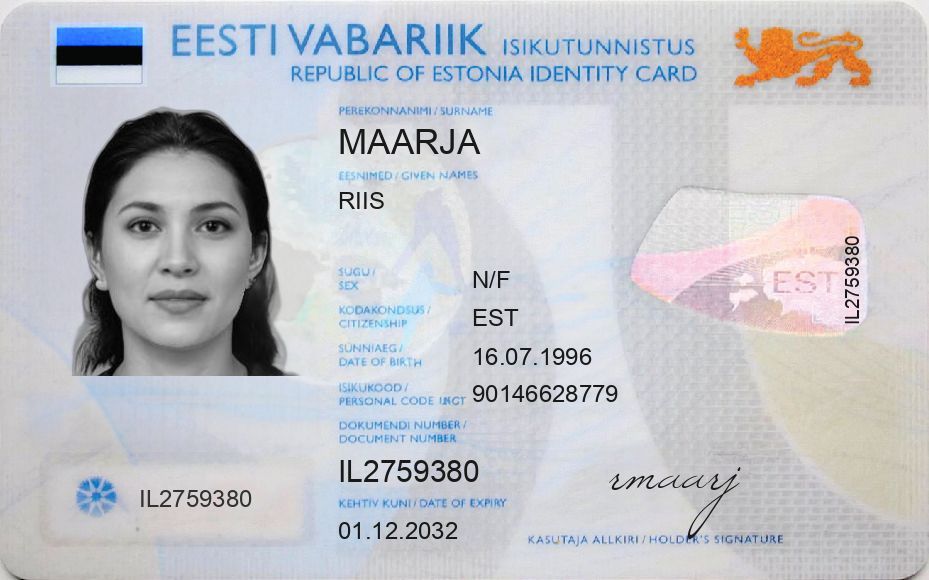 EESTI VABARIIK ISIKUTUNNISTUS
REPUBLIC OF ESTONIA IDENTITY CARD
PEREKONNANIMI / SURNAME
MAARJA
EESNIMED / GIVEN NAMES
RIIS
SUGU /
SEX
N/F
KODAKONDSUS /
CITIZENSHIP
EST
SÜNNIAEG /
DATE OF BIRTH
16.07.1996
ISIKUKOOD /
PERSONAL CODE
90146628779
DOKUMENDI NUMBER /
DOCUMENT NUMBER
IL2759380
KEHTIV KUNI / DATE OF EXPIRY
01.12.2032
IL2759380
EST
IL2759380
rmaarj
KASUTAJA ALLKIRI / HOLDER'S SIGNATURE